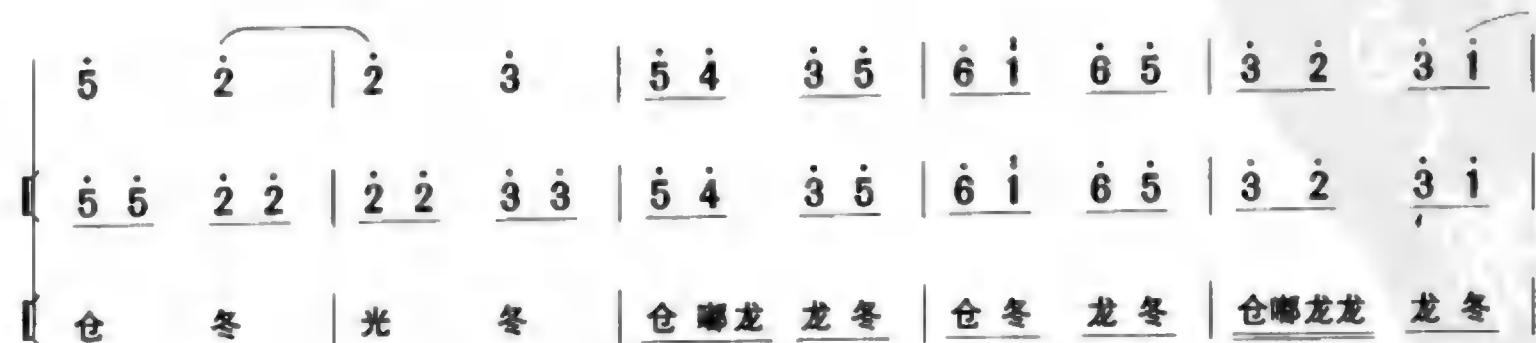 5̇ 2̇ | 2̇ 3̇ | 5̇ 4̇ 3̇ 5̇ | 6̇ 1̈ 6̇ 5̇ | 3̇ 2̇ 3̇ 1̇ |
5̇ 5̇ 2̇ 2̇ | 2̇ 2̇ 3̇ 3̇ | 5̇ 4̇ 3̇ 5̇ | 6̇ 1̈ 6̇ 5̇ | 3̇ 2̇ 3̇ 1̇ |
仓 冬 | 光 冬 | 仓 嘟龙 龙 冬 | 仓 冬 龙 冬 | 仓嘟龙龙 龙 冬 |